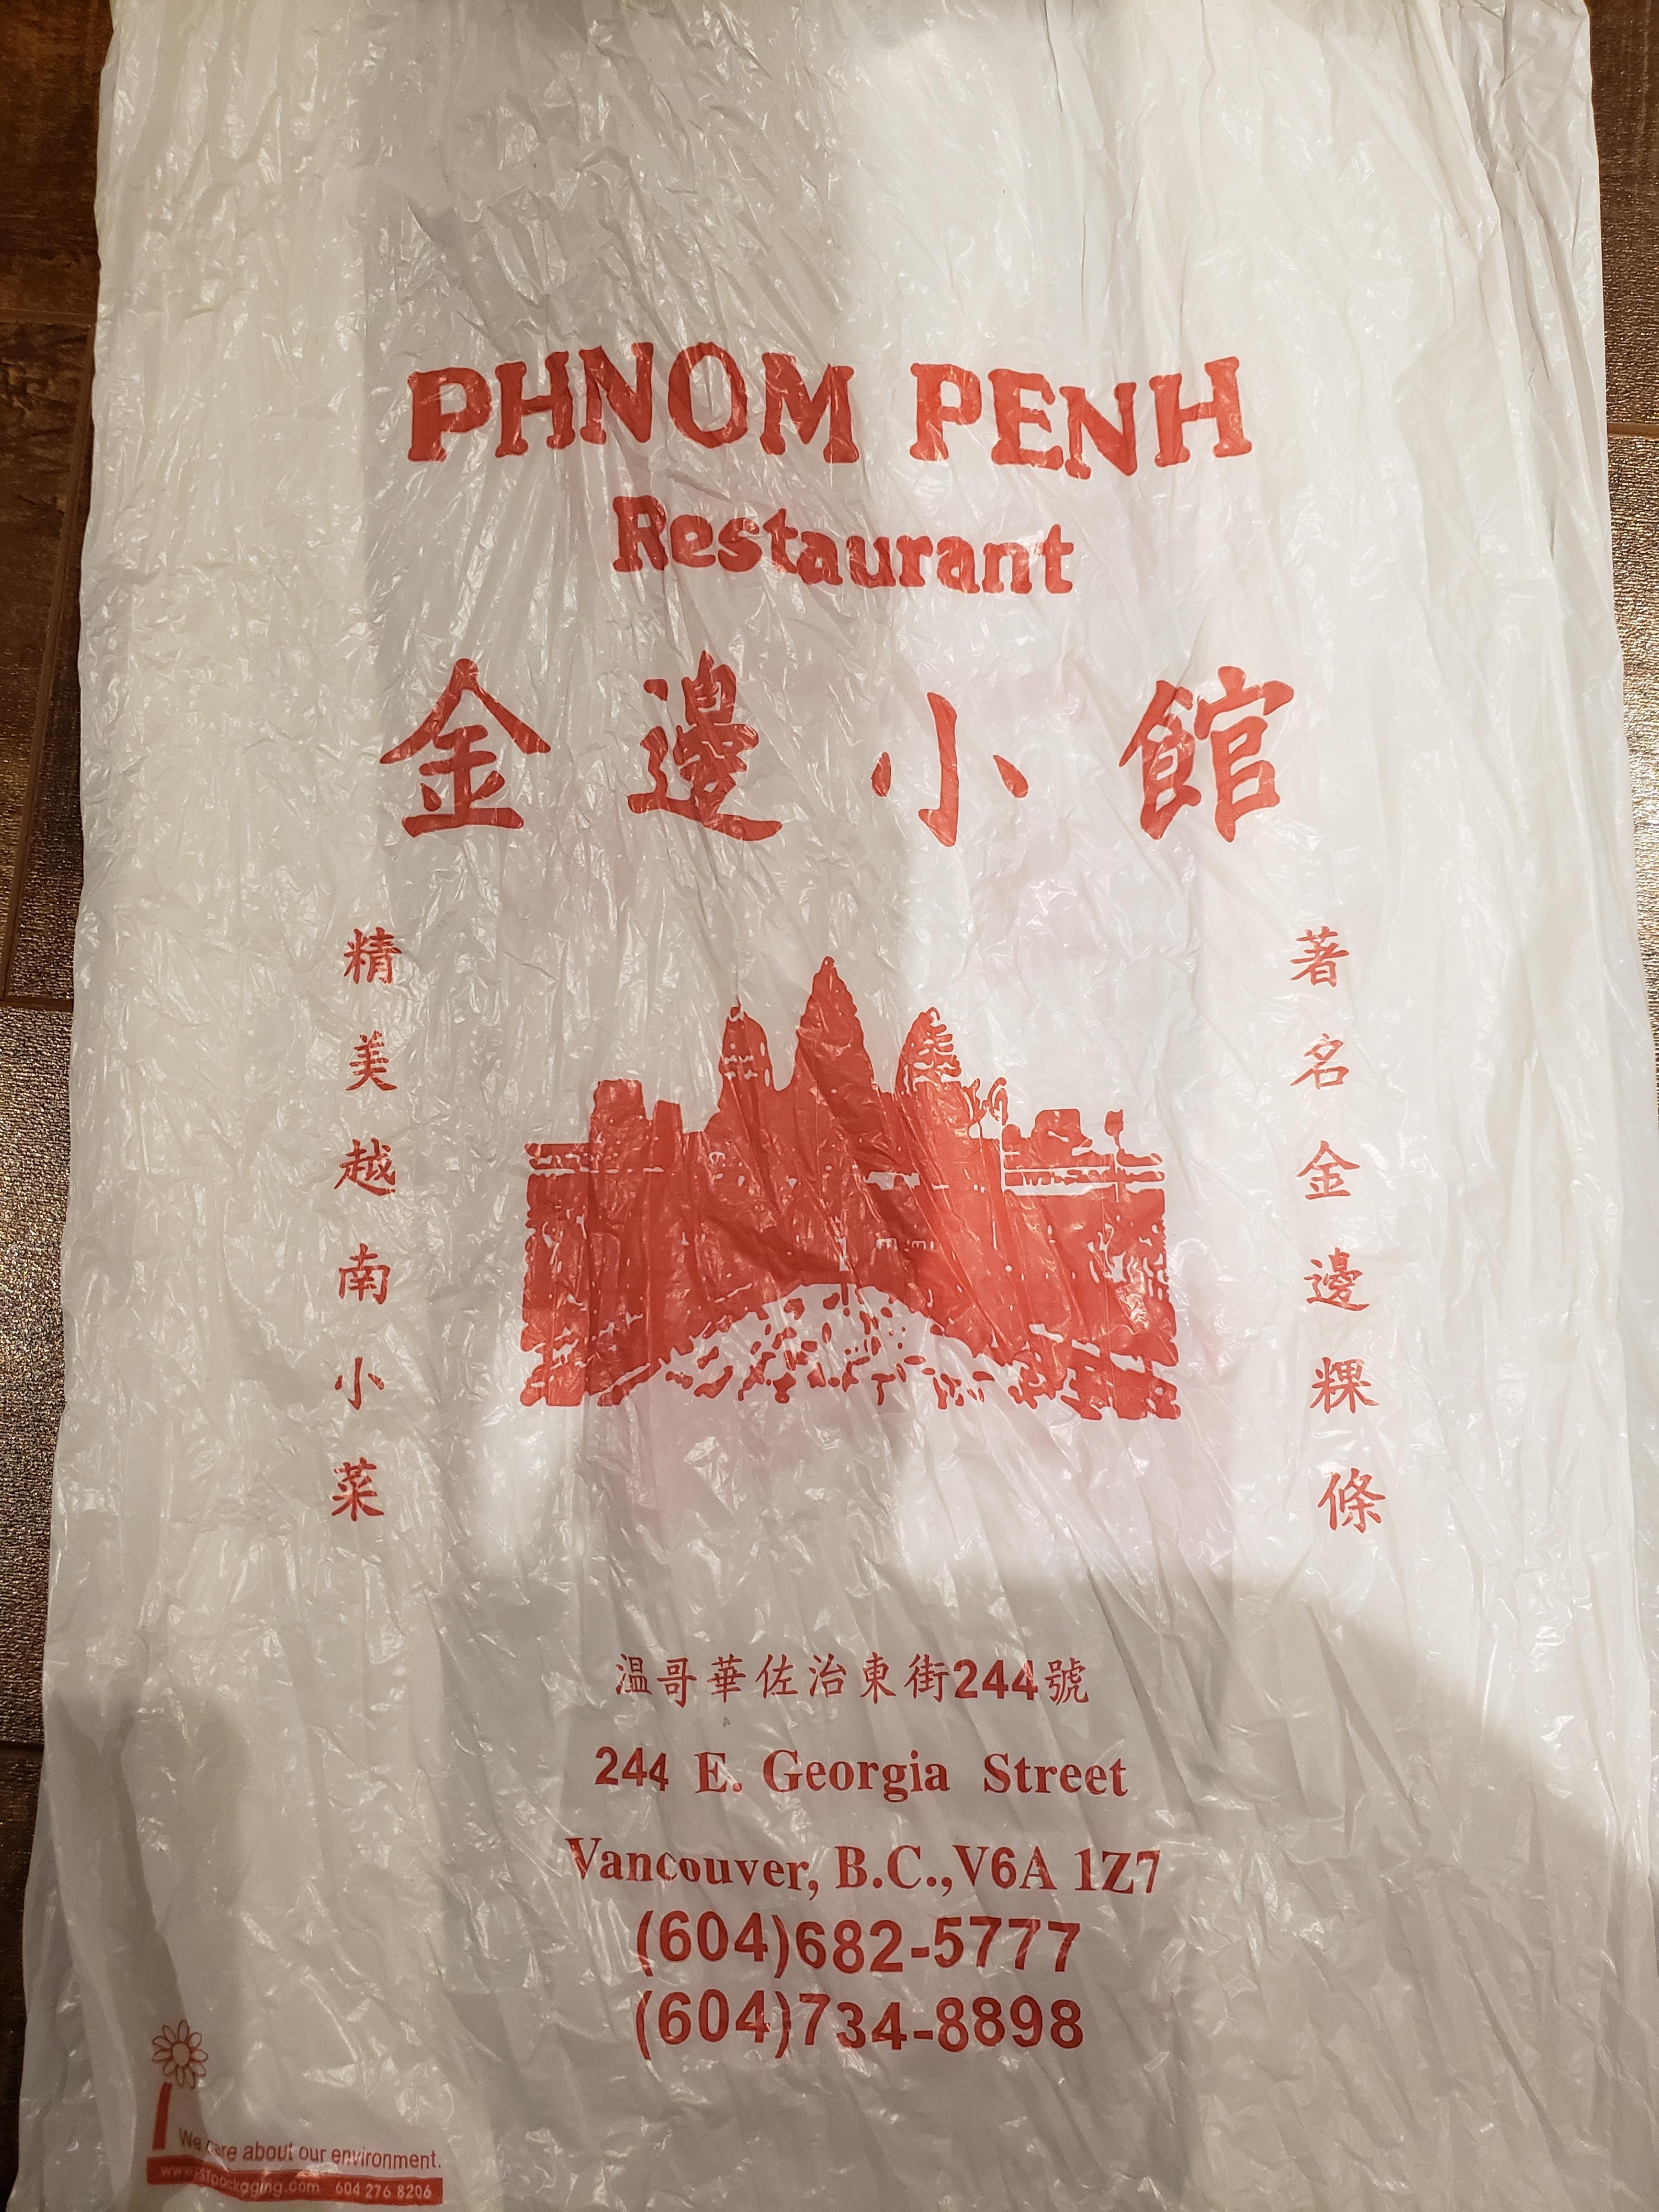 PHNOM PENH
Restaurant
金邊小館
著名金邊粿條
精美越南小菜
溫哥華佐治東街244號
244 E. Georgia Street
Vancouver, B.C.,V6A 1Z7
(604)682-5777
(604)734-8898
We care about our environment.
604 276 8206